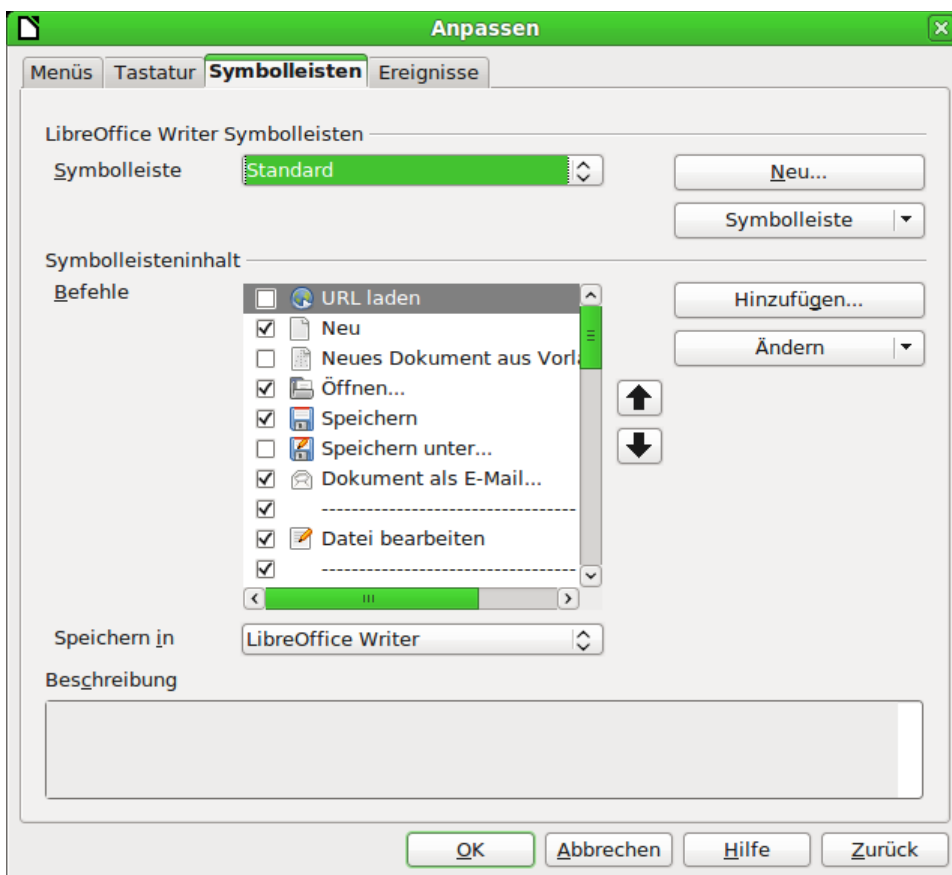 Anpassen
Menüs Tastatur Symbolleisten Ereignisse
LibreOffice Writer Symbolleisten
Symbolleiste Standard Neu...
Symbolleiste
Symbolleisteninhalt
Befehle URL laden Hinzufügen...
Neu
Ändern
Neues Dokument aus Vorla
Öffnen...
Speichern
Speichern unter...
Dokument als E-Mail...
---------------------------------
Datei bearbeiten
---------------------------------
Speichern in LibreOffice Writer
Beschreibung
OK Abbrechen Hilfe Zurück